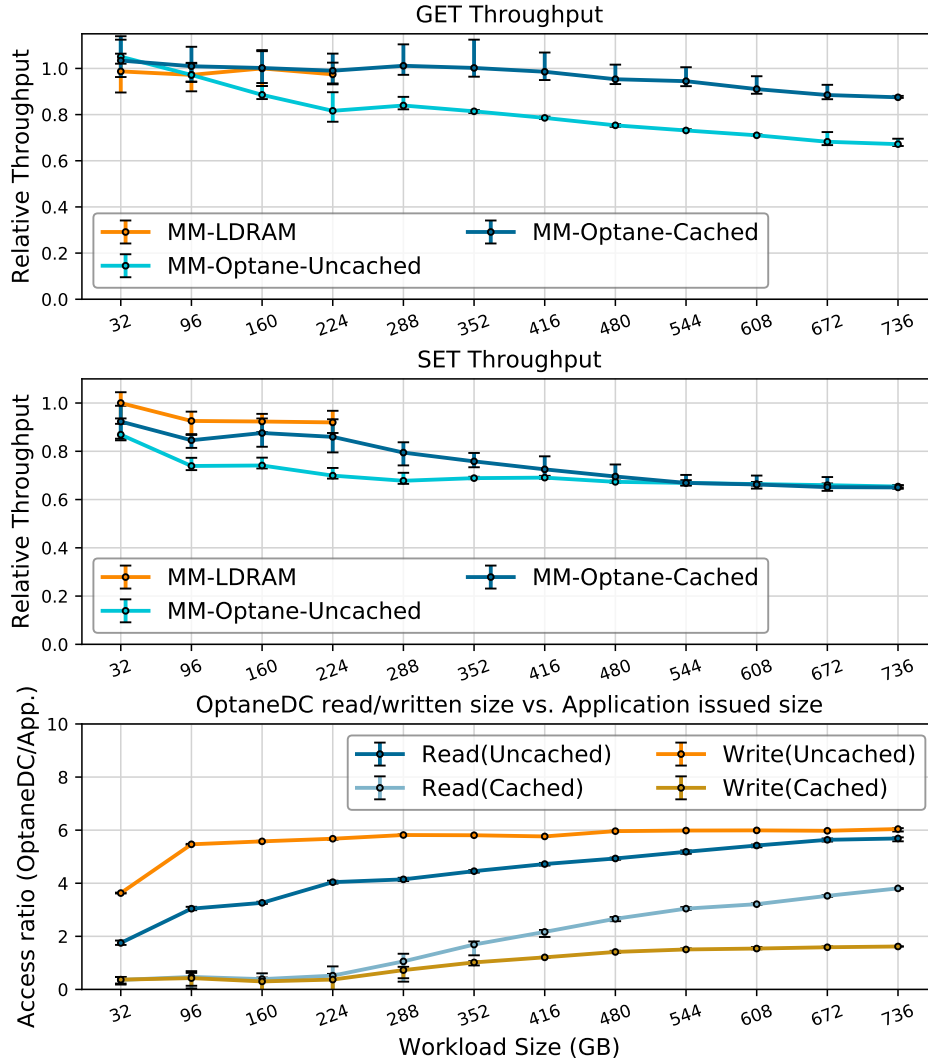 GET Throughput
Relative Throughput
1.0
0.8
0.6
0.4
0.2
0.0
MM-LDRAM
MM-Optane-Uncached
MM-Optane-Cached
32 96 160 224 288 352 416 480 544 608 672 736
SET Throughput
Relative Throughput
1.0
0.8
0.6
0.4
0.2
0.0
MM-LDRAM
MM-Optane-Uncached
MM-Optane-Cached
32 96 160 224 288 352 416 480 544 608 672 736
OptaneDC read/written size vs. Application issued size
Access ratio (OptaneDC/App.)
10
8
6
4
2
0
Read(Uncached)
Read(Cached)
Write(Uncached)
Write(Cached)
32 96 160 224 288 352 416 480 544 608 672 736
Workload Size (GB)